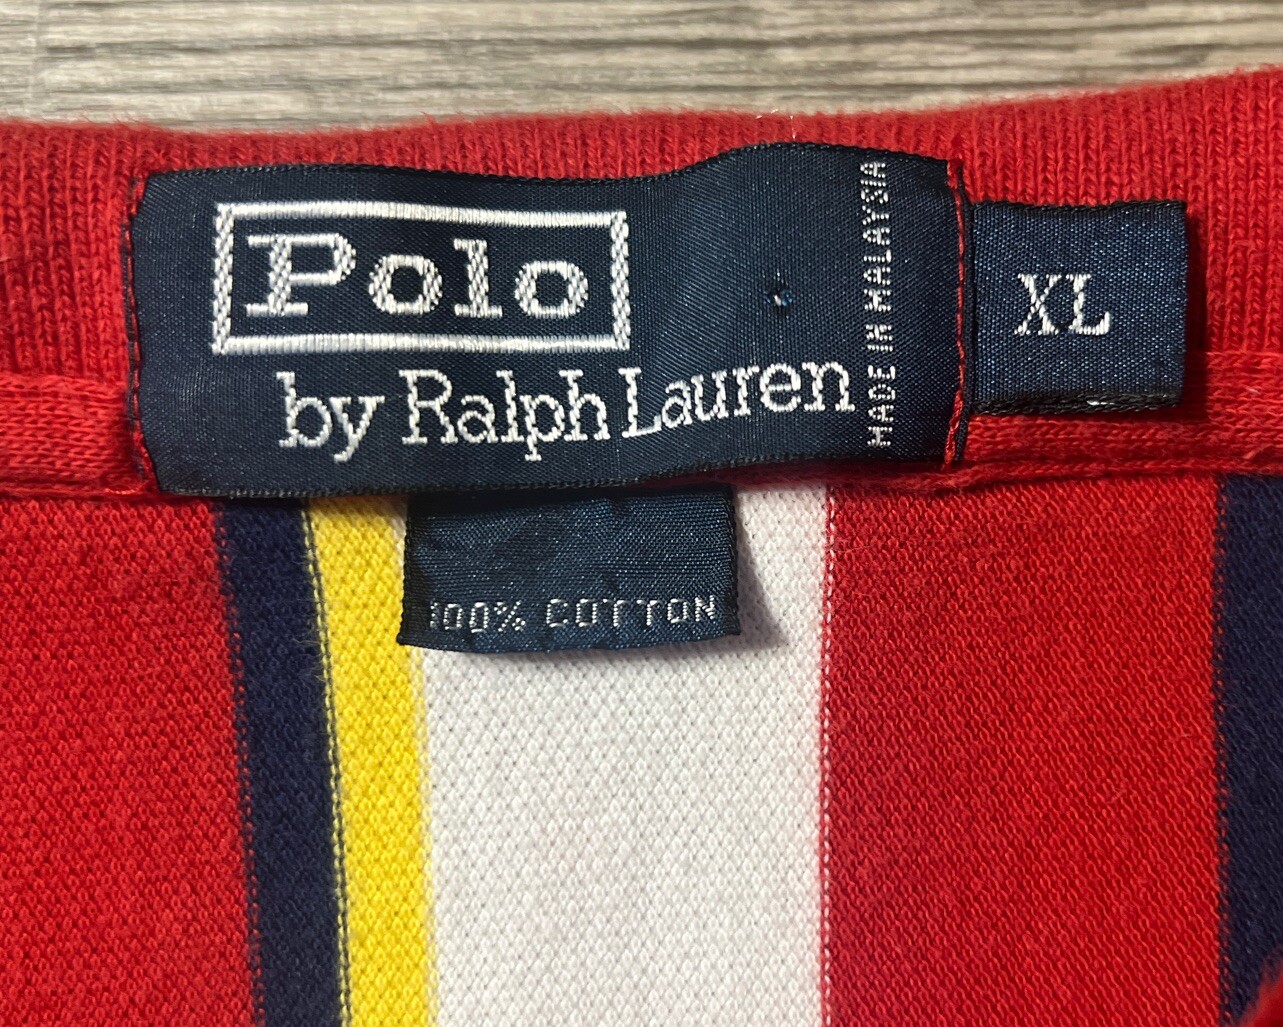 Polo
by Ralph Lauren
MADE IN MALAYSIA
XL
100% COTTON